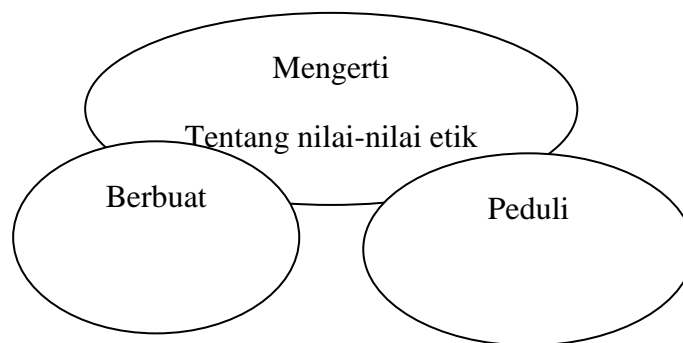 Mengerti
Tentang nilai-nilai etik
Berbuat
Peduli